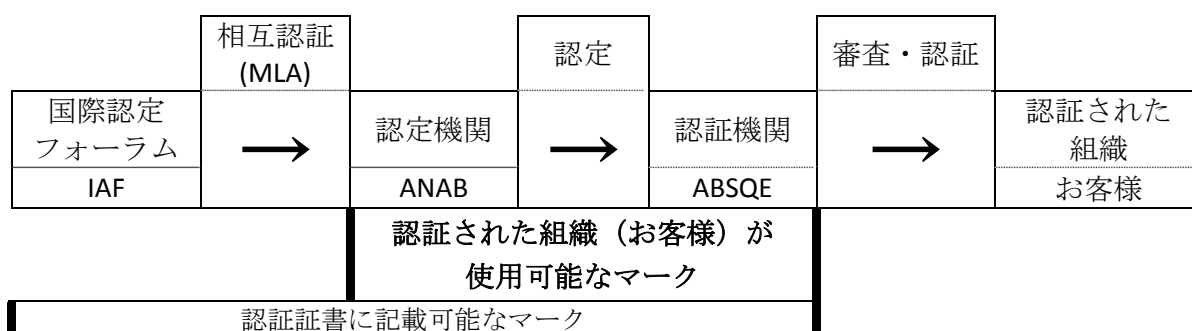 相互認証
(MLA)
認定
審査・認証
国際認定
フォーラム
→
認定機関
→
認証機関
→
認証された
組織
IAF
ANAB
ABSQE
お客様
認証された組織（お客様）が
使用可能なマーク
認証証書に記載可能なマーク